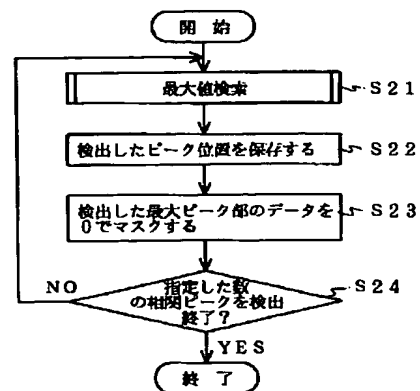 開 始
最大値検索
S21
検出したピーク位置を保存する
S22
検出した最大ピーク部のデータを
0でマスクする
S23
指定した数
の相関ピークを検出
終了?
S24
NO
YES
終 了